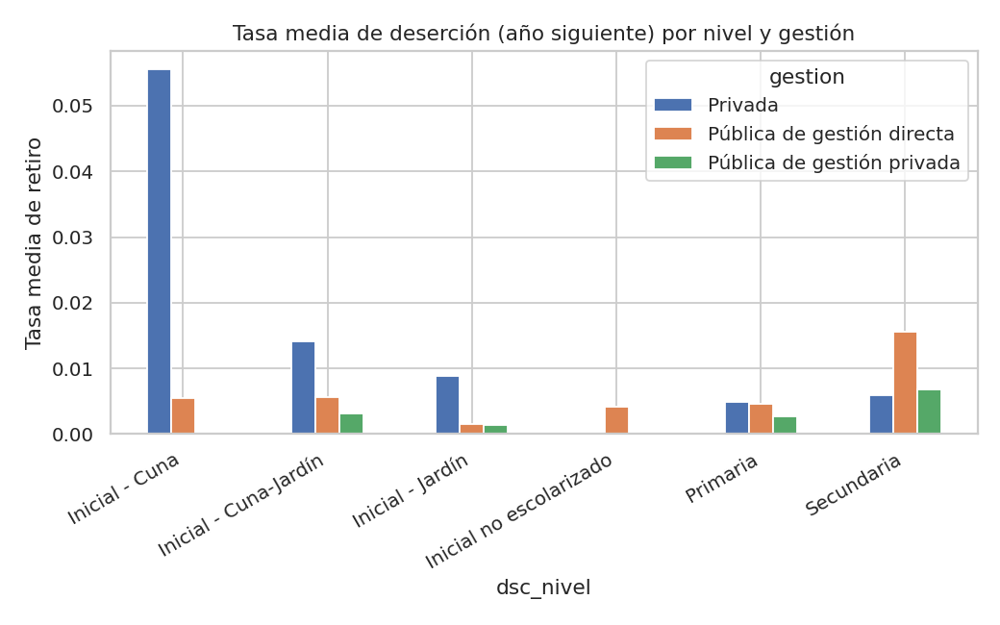 Tasa media de deserción (año siguiente) por nivel y gestión
gestion
Privada
Pública de gestión directa
Pública de gestión privada
Tasa media de retiro
0.05
0.04
0.03
0.02
0.01
0.00
Inicial - Cuna
Inicial - Cuna-Jardín
Inicial - Jardín
Inicial no escolarizado
Primaria
Secundaria
dsc_nivel